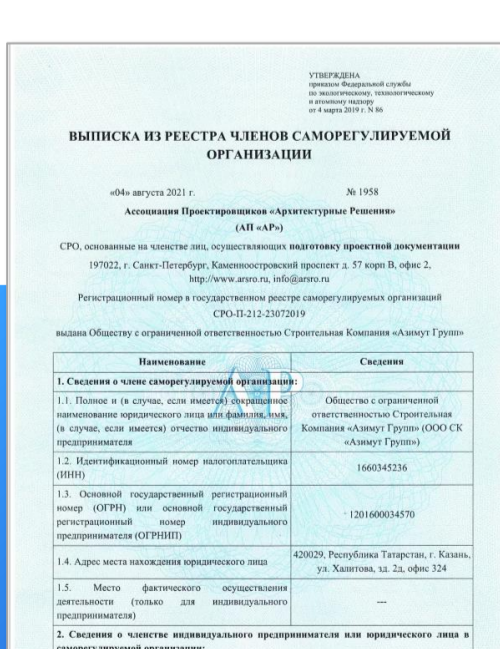 УТВЕРЖДЕНА
приказом Федеральной службы
по экологическому, технологическому
и атомному надзору
от 4 марта 2019 г. N 86
ВЫПИСКА ИЗ РЕЕСТРА ЧЛЕНОВ САМОРЕГУЛИРУЕМОЙ
ОРГАНИЗАЦИИ
«04» августа 2021 г. № 1958
Ассоциация Проектировщиков «Архитектурные Решения»
(АП «АР»)
СРО, основанные на членстве лиц, осуществляющих подготовку проектной документации
197022, г. Санкт-Петербург, Каменноостровский проспект д. 57 корп В, офис 2,
http://www.arsro.ru, info@arsro.ru
Регистрационный номер в государственном реестре саморегулируемых организаций
СРО-П-212-23072019
выдана Обществу с ограниченной ответственностью Строительная Компания «Азимут Групп»
Наименование Сведения
1. Сведения о члене саморегулируемой организации:
1.1. Полное и (в случае, если имеется) сокращенное
наименование юридического лица или фамилия, имя,
(в случае, если имеется) отчество индивидуального
предпринимателя
Общество с ограниченной
ответственностью Строительная
Компания «Азимут Групп» (ООО СК
«Азимут Групп»)
1.2. Идентификационный номер налогоплательщика
(ИНН)
1660345236
1.3. Основной государственный регистрационный
номер (ОГРН) или основной государственный
регистрационный номер индивидуального
предпринимателя (ОГРНИП)
1201600034570
1.4. Адрес места нахождения юридического лица
420029, Республика Татарстан, г. Казань,
ул. Халитова, зд. 2д, офис 324
1.5. Место фактического осуществления
деятельности (только для индивидуального
предпринимателя)
---
2. Сведения о членстве индивидуального предпринимателя или юридического лица в
саморегулируемой организации: